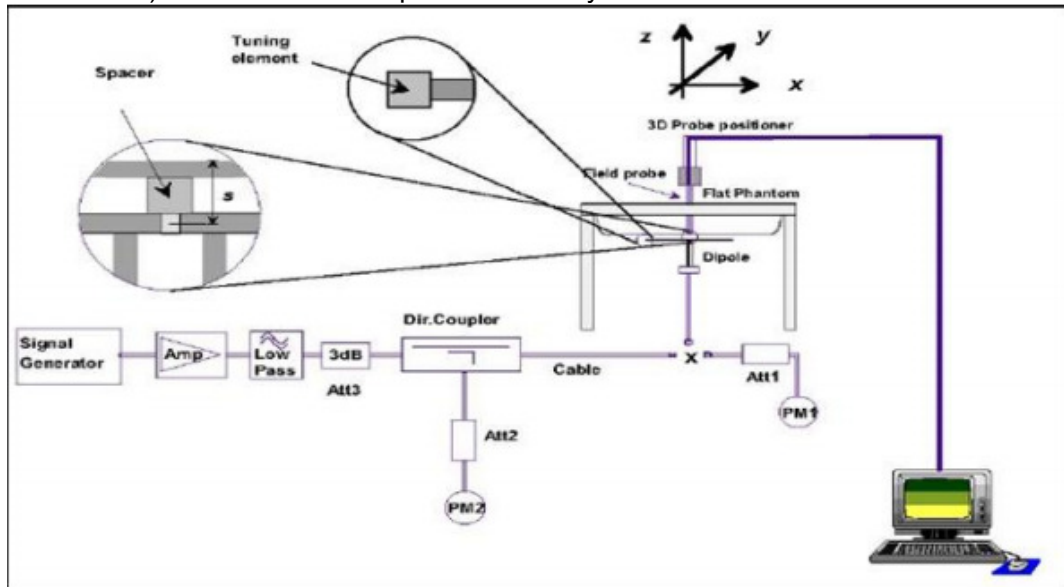 Tuning
element
Spacer
s
z
y
x
3D Probe positioner
Field probe
Flat Phantom
Dipole
Dir.Coupler
Signal
Generator
Amp
Low
Pass
3dB
Att3
Cable
x
Att1
PM1
Att2
PM2